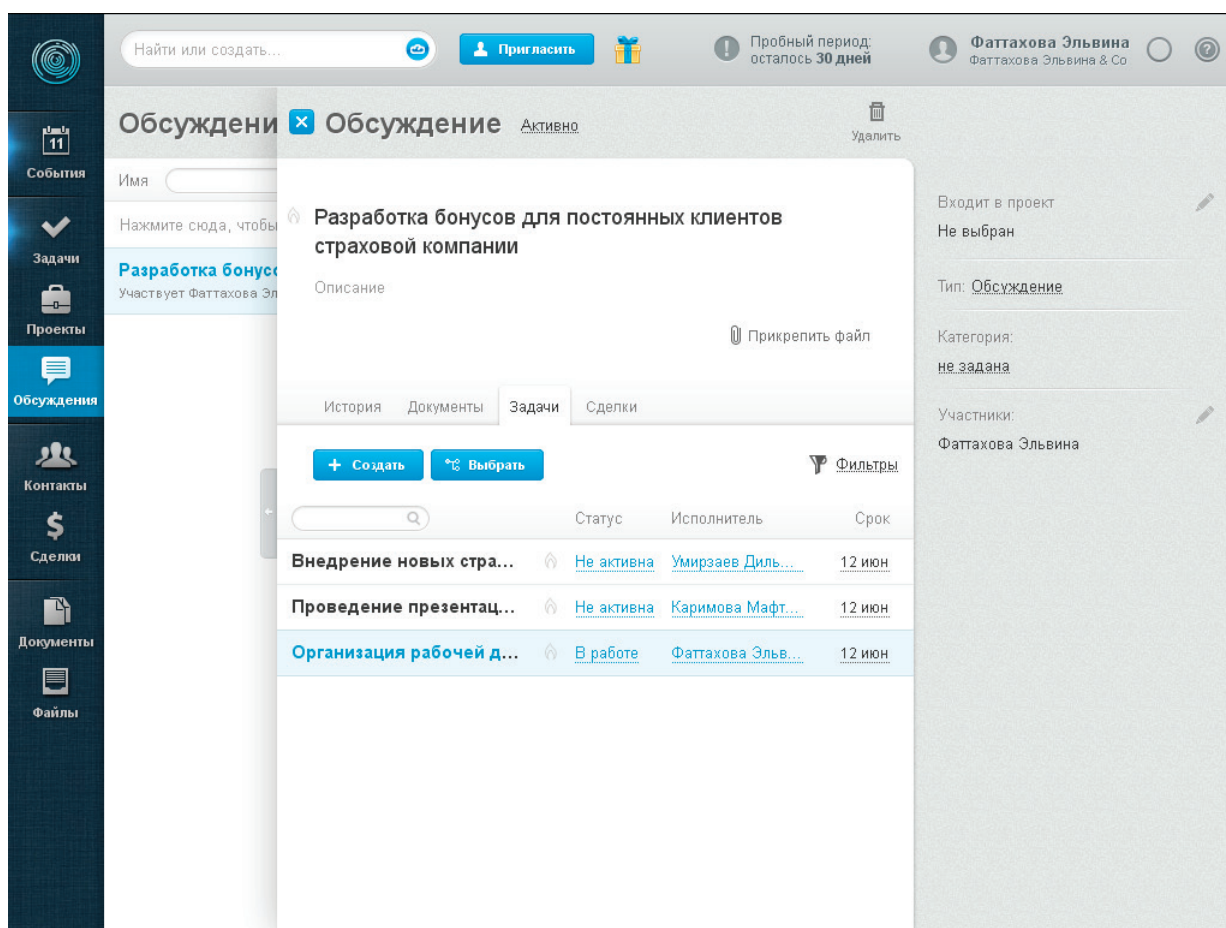 Найти или создать...
Пригласить
Пробный период:
осталось 30 дней
Фаттахова Эльвина
Фаттахова Эльвина & Co
11
События
Задачи
Проекты
Обсуждения
Контакты
Сделки
Документы
Файлы
Обсуждени
Имя
Нажмите сюда, чтобы
Разработка бонусо
Участвует Фаттахова Эл
Обсуждение Активно
Удалить
Разработка бонусов для постоянных клиентов
страховой компании
Описание
Прикрепить файл
История Документы Задачи Сделки
+ Создать Выбрать Фильтры
Статус Исполнитель Срок
Внедрение новых стра... Не активна Умирзаев Диль... 12 июн
Проведение презентац... Не активна Каримова Мафт... 12 июн
Организация рабочей д... В работе Фаттахова Эльв... 12 июн
Входит в проект
Не выбран
Тип: Обсуждение
Категория:
не задана
Участники:
Фаттахова Эльвина